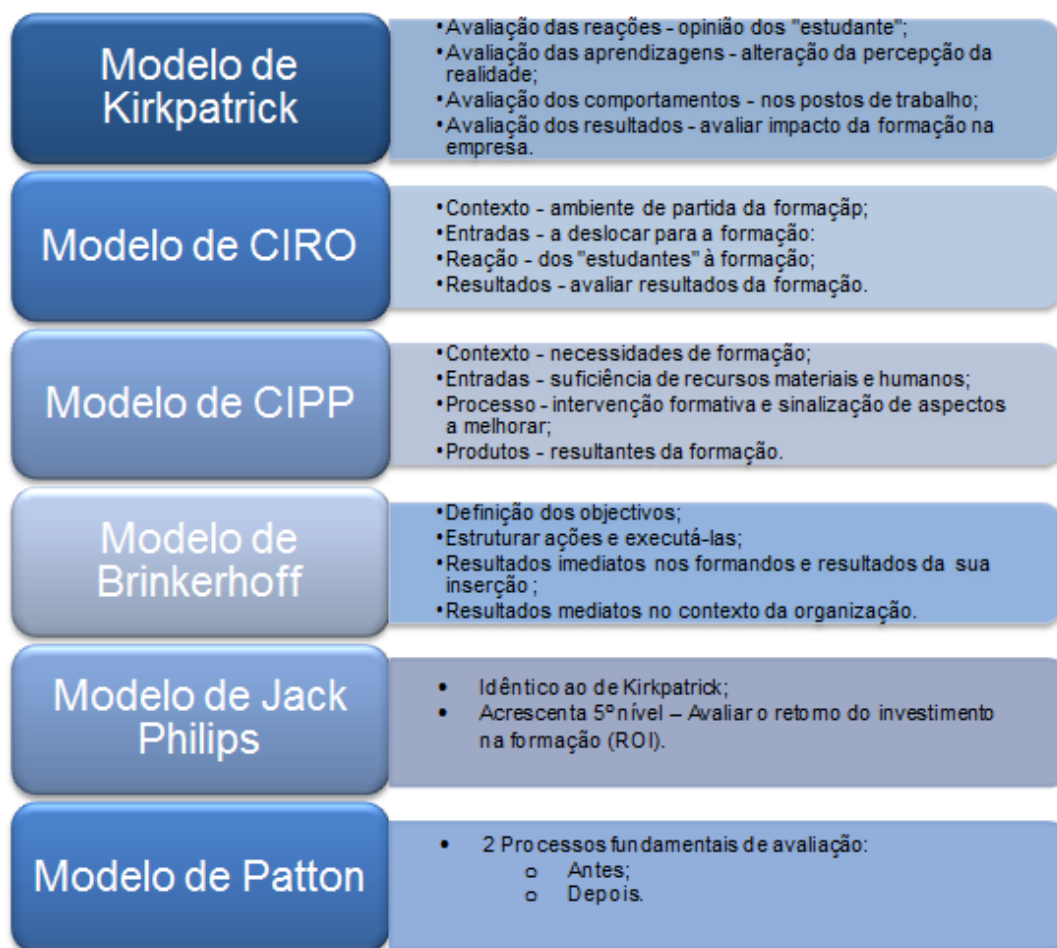 Modelo de
Kirkpatrick
•Avaliação das reações - opinião dos "estudante";
•Avaliação das aprendizagens - alteração da percepção da
realidade;
•Avaliação dos comportamentos - nos postos de trabalho;
•Avaliação dos resultados - avaliar impacto da formação na
empresa.
Modelo de CIRO
•Contexto - ambiente de partida da formaçãp;
•Entradas - a deslocar para a formação:
•Reação - dos "estudantes" à formação;
•Resultados - avaliar resultados da formação.
Modelo de CIPP
•Contexto - necessidades de formação;
•Entradas - suficiência de recursos materiais e humanos;
•Processo - intervenção formativa e sinalização de aspectos
a melhorar;
•Produtos - resultantes da formação.
Modelo de
Brinkerhoff
•Definição dos objectivos;
•Estruturar ações e executá-las;
•Resultados imediatos nos formandos e resultados da sua
inserção ;
•Resultados mediatos no contexto da organização.
Modelo de Jack
Philips
• Idêntico ao de Kirkpatrick;
• Acrescenta 5º nível – Avaliar o retorno do investimento
na formação (ROI).
Modelo de Patton
• 2 Processos fundamentais de avaliação:
o Antes;
o Depois.